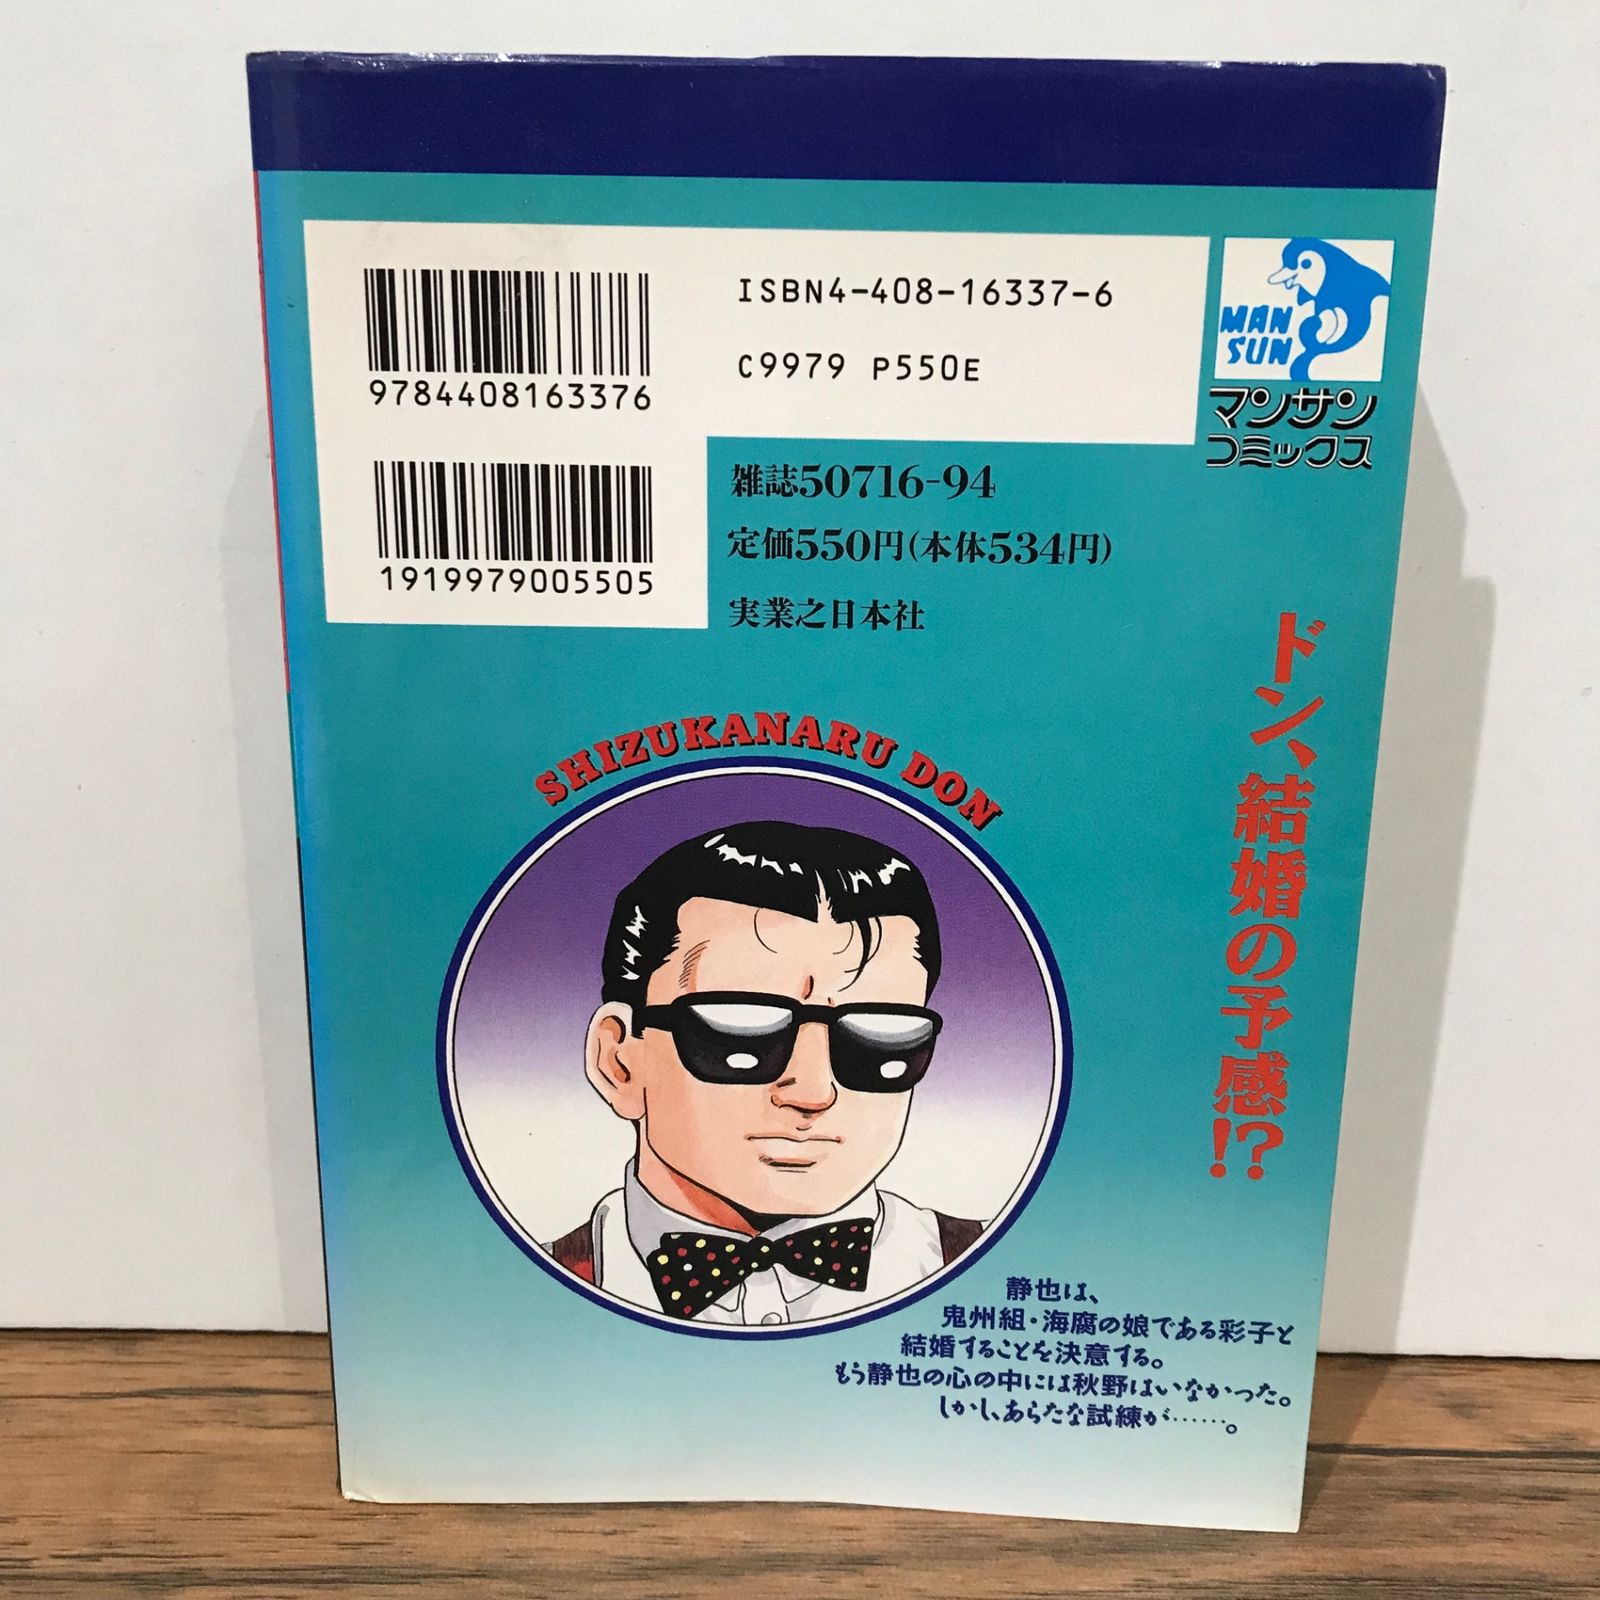 ISBN4-408-16337-6
C9979 P550E
9784408163376
1919979005505
MAN
SUN
マンサン
コミックス
雑誌50716-94
定価550円(本体534円)
実業之日本社
ドン、結婚の予感!?
SHIZUKANARU DON
静也は、
鬼州組・海腐の娘である彩子と
結婚することを決意する。
もう静也の心の中には秋野はいなかった。
しかし、あらたな試練が……。